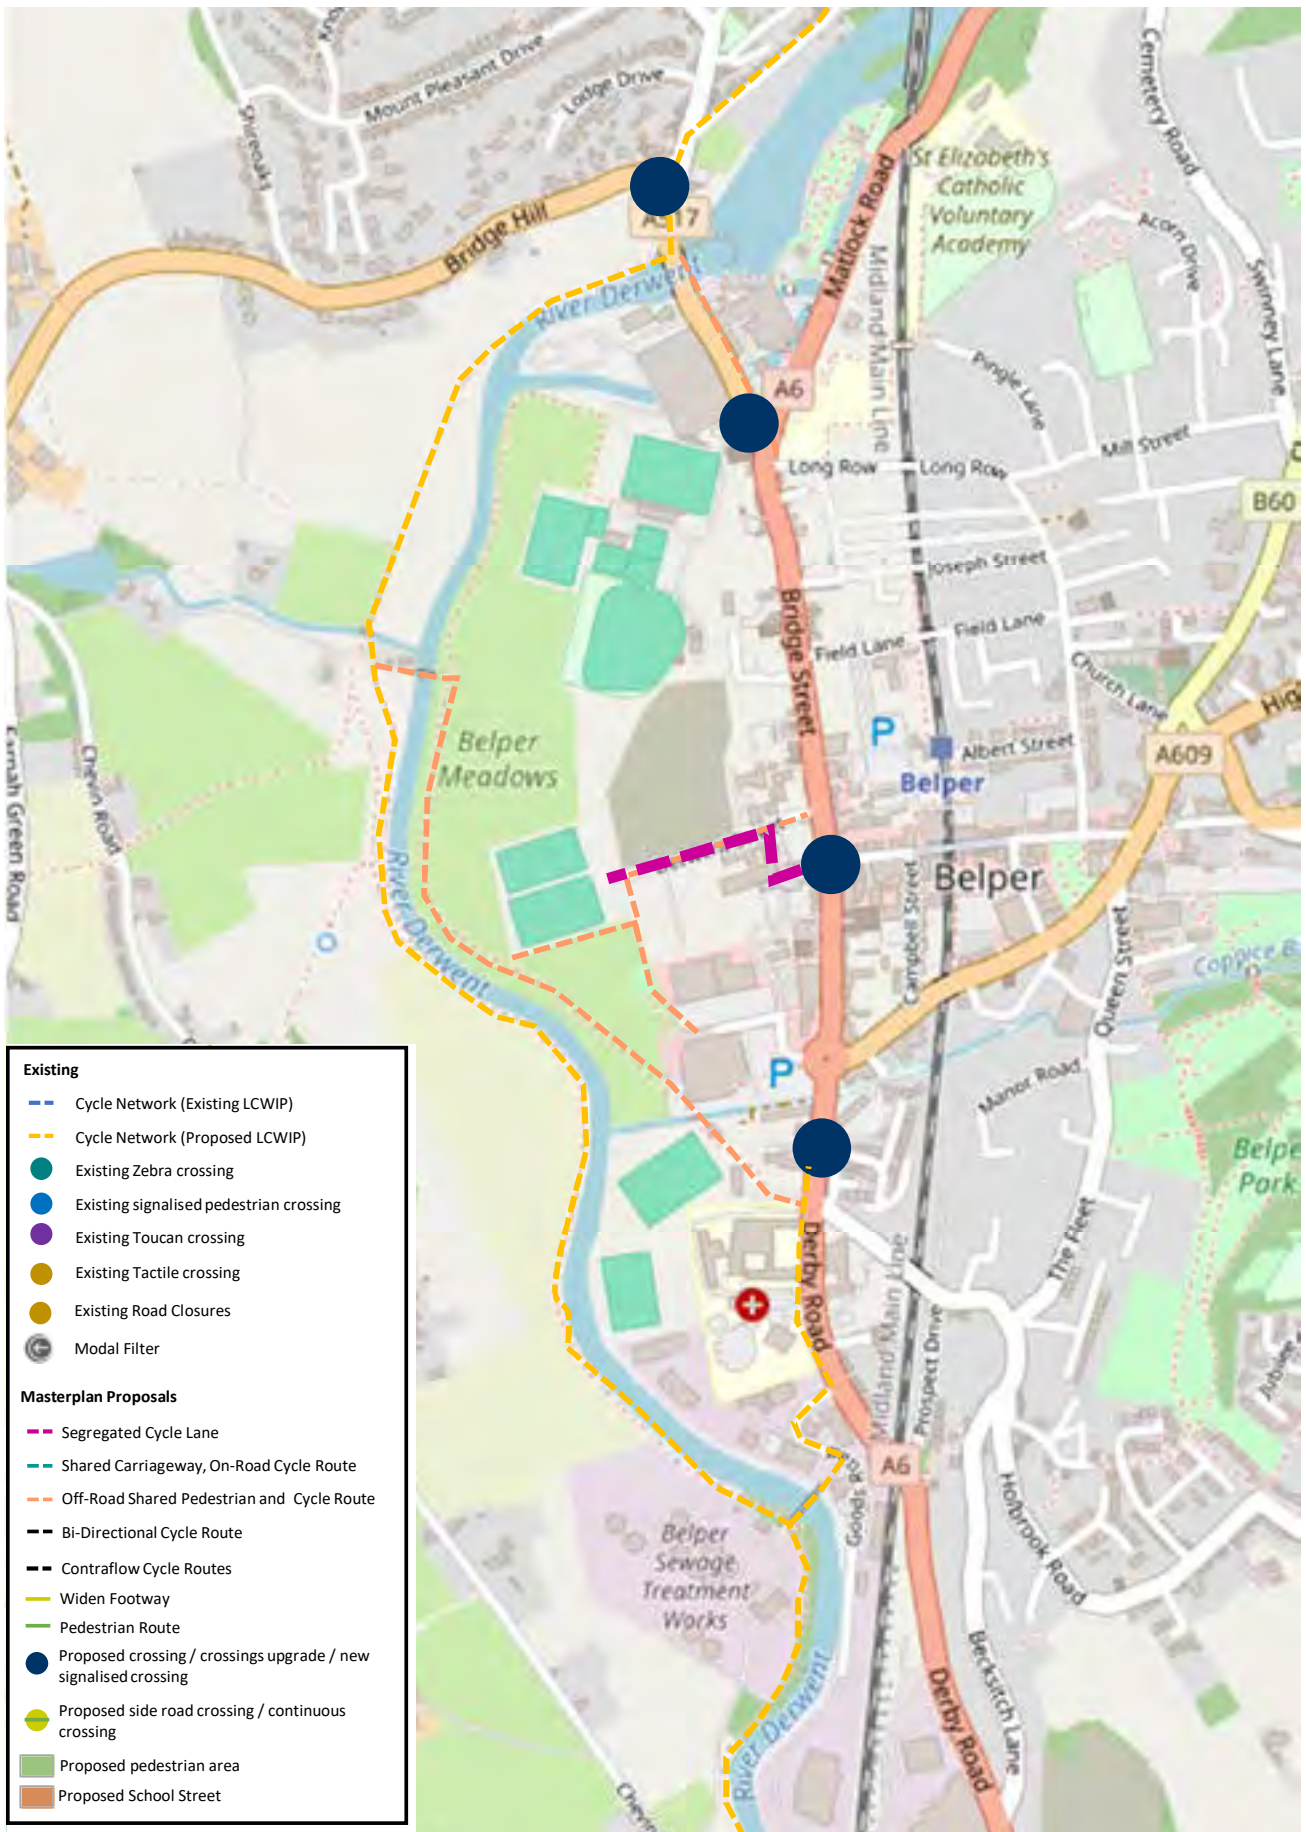 Mount Pleasant Drive
Lodge Drive
Shireoaks
Cemetery Road
St Elizabeth's
Catholic
Voluntary
Academy
Acorn Drive
Swinney Lane
Bridge Hill
Matlock Road
Midland Main Line
River Derwent
Pingle Lane
A6
Mill Street
Long Row
Long Row
B60
Joseph Street
Bridge Street
Field Lane
Field Lane
Church Lane
P
Albert Street
A609
Belper
Belper
Meadows
Chevin Road
River Derwent
Campbell Street
Belper
Queen Street
Coppice B
P
Manor Road
Belpe
Park
The Fleet
Derby Road
Midland Main Line
Prospect Drive
A6
Holbrook Road
Belper
Sewage
Treatment
Works
River Derwent
Becksitch Lane
Derby Road
Existing
Cycle Network (Existing LCWIP)
Cycle Network (Proposed LCWIP)
Existing Zebra crossing
Existing signalised pedestrian crossing
Existing Toucan crossing
Existing Tactile crossing
Existing Road Closures
Modal Filter
Masterplan Proposals
Segregated Cycle Lane
Shared Carriageway, On-Road Cycle Route
Off-Road Shared Pedestrian and Cycle Route
Bi-Directional Cycle Route
Contraflow Cycle Routes
Widen Footway
Pedestrian Route
Proposed crossing / crossings upgrade / new
signalised crossing
Proposed side road crossing / continuous
crossing
Proposed pedestrian area
Proposed School Street